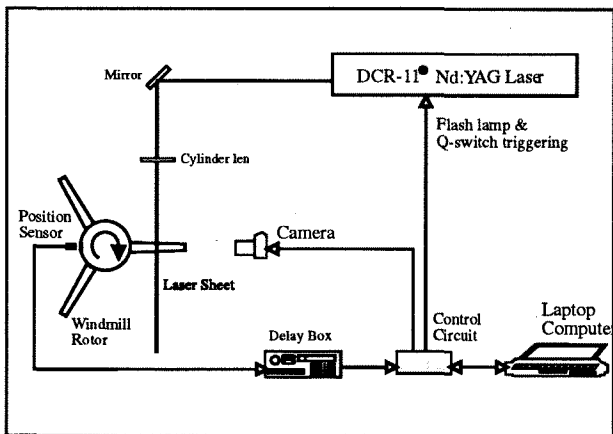 DCR-11● Nd:YAG Laser
Mirror
Flash lamp &
Q-switch triggering
Cylinder len
Position
Sensor
Camera
Laser Sheet
Windmill
Rotor
Delay Box
Control
Circuit
Laptop
Computer